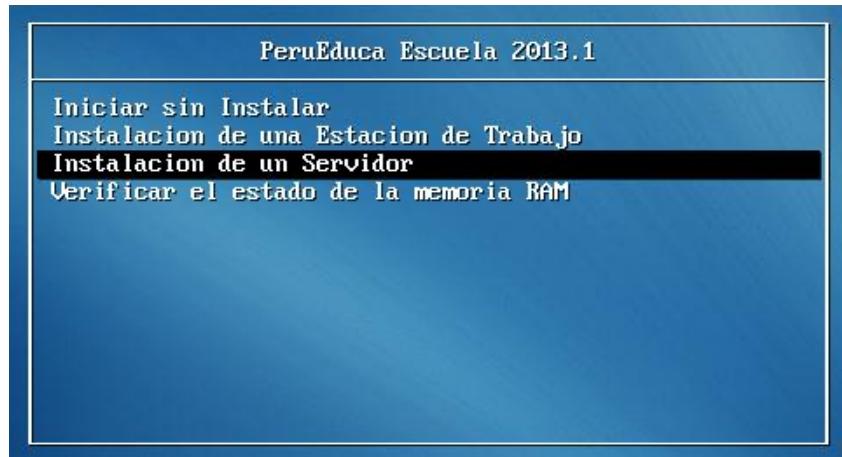 PeruEduca Escuela 2013.1
Iniciar sin Instalar
Instalacion de una Estacion de Trabajo
Instalacion de un Servidor
Verificar el estado de la memoria RAM